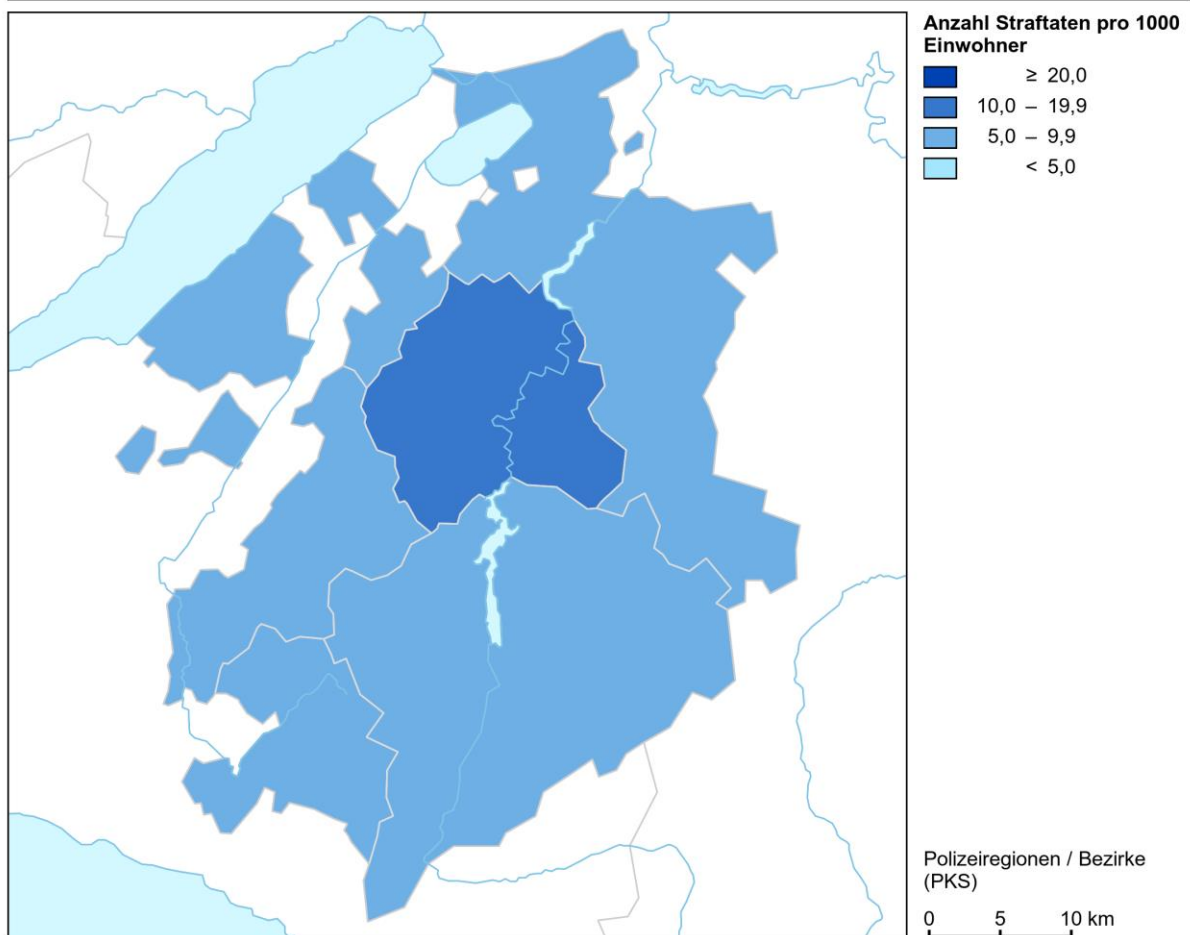 Anzahl Straftaten pro 1000
Einwohner
≥ 20,0
10,0 – 19,9
5,0 – 9,9
< 5,0
Polizeiregionen / Bezirke
(PKS)
0 5 10 km